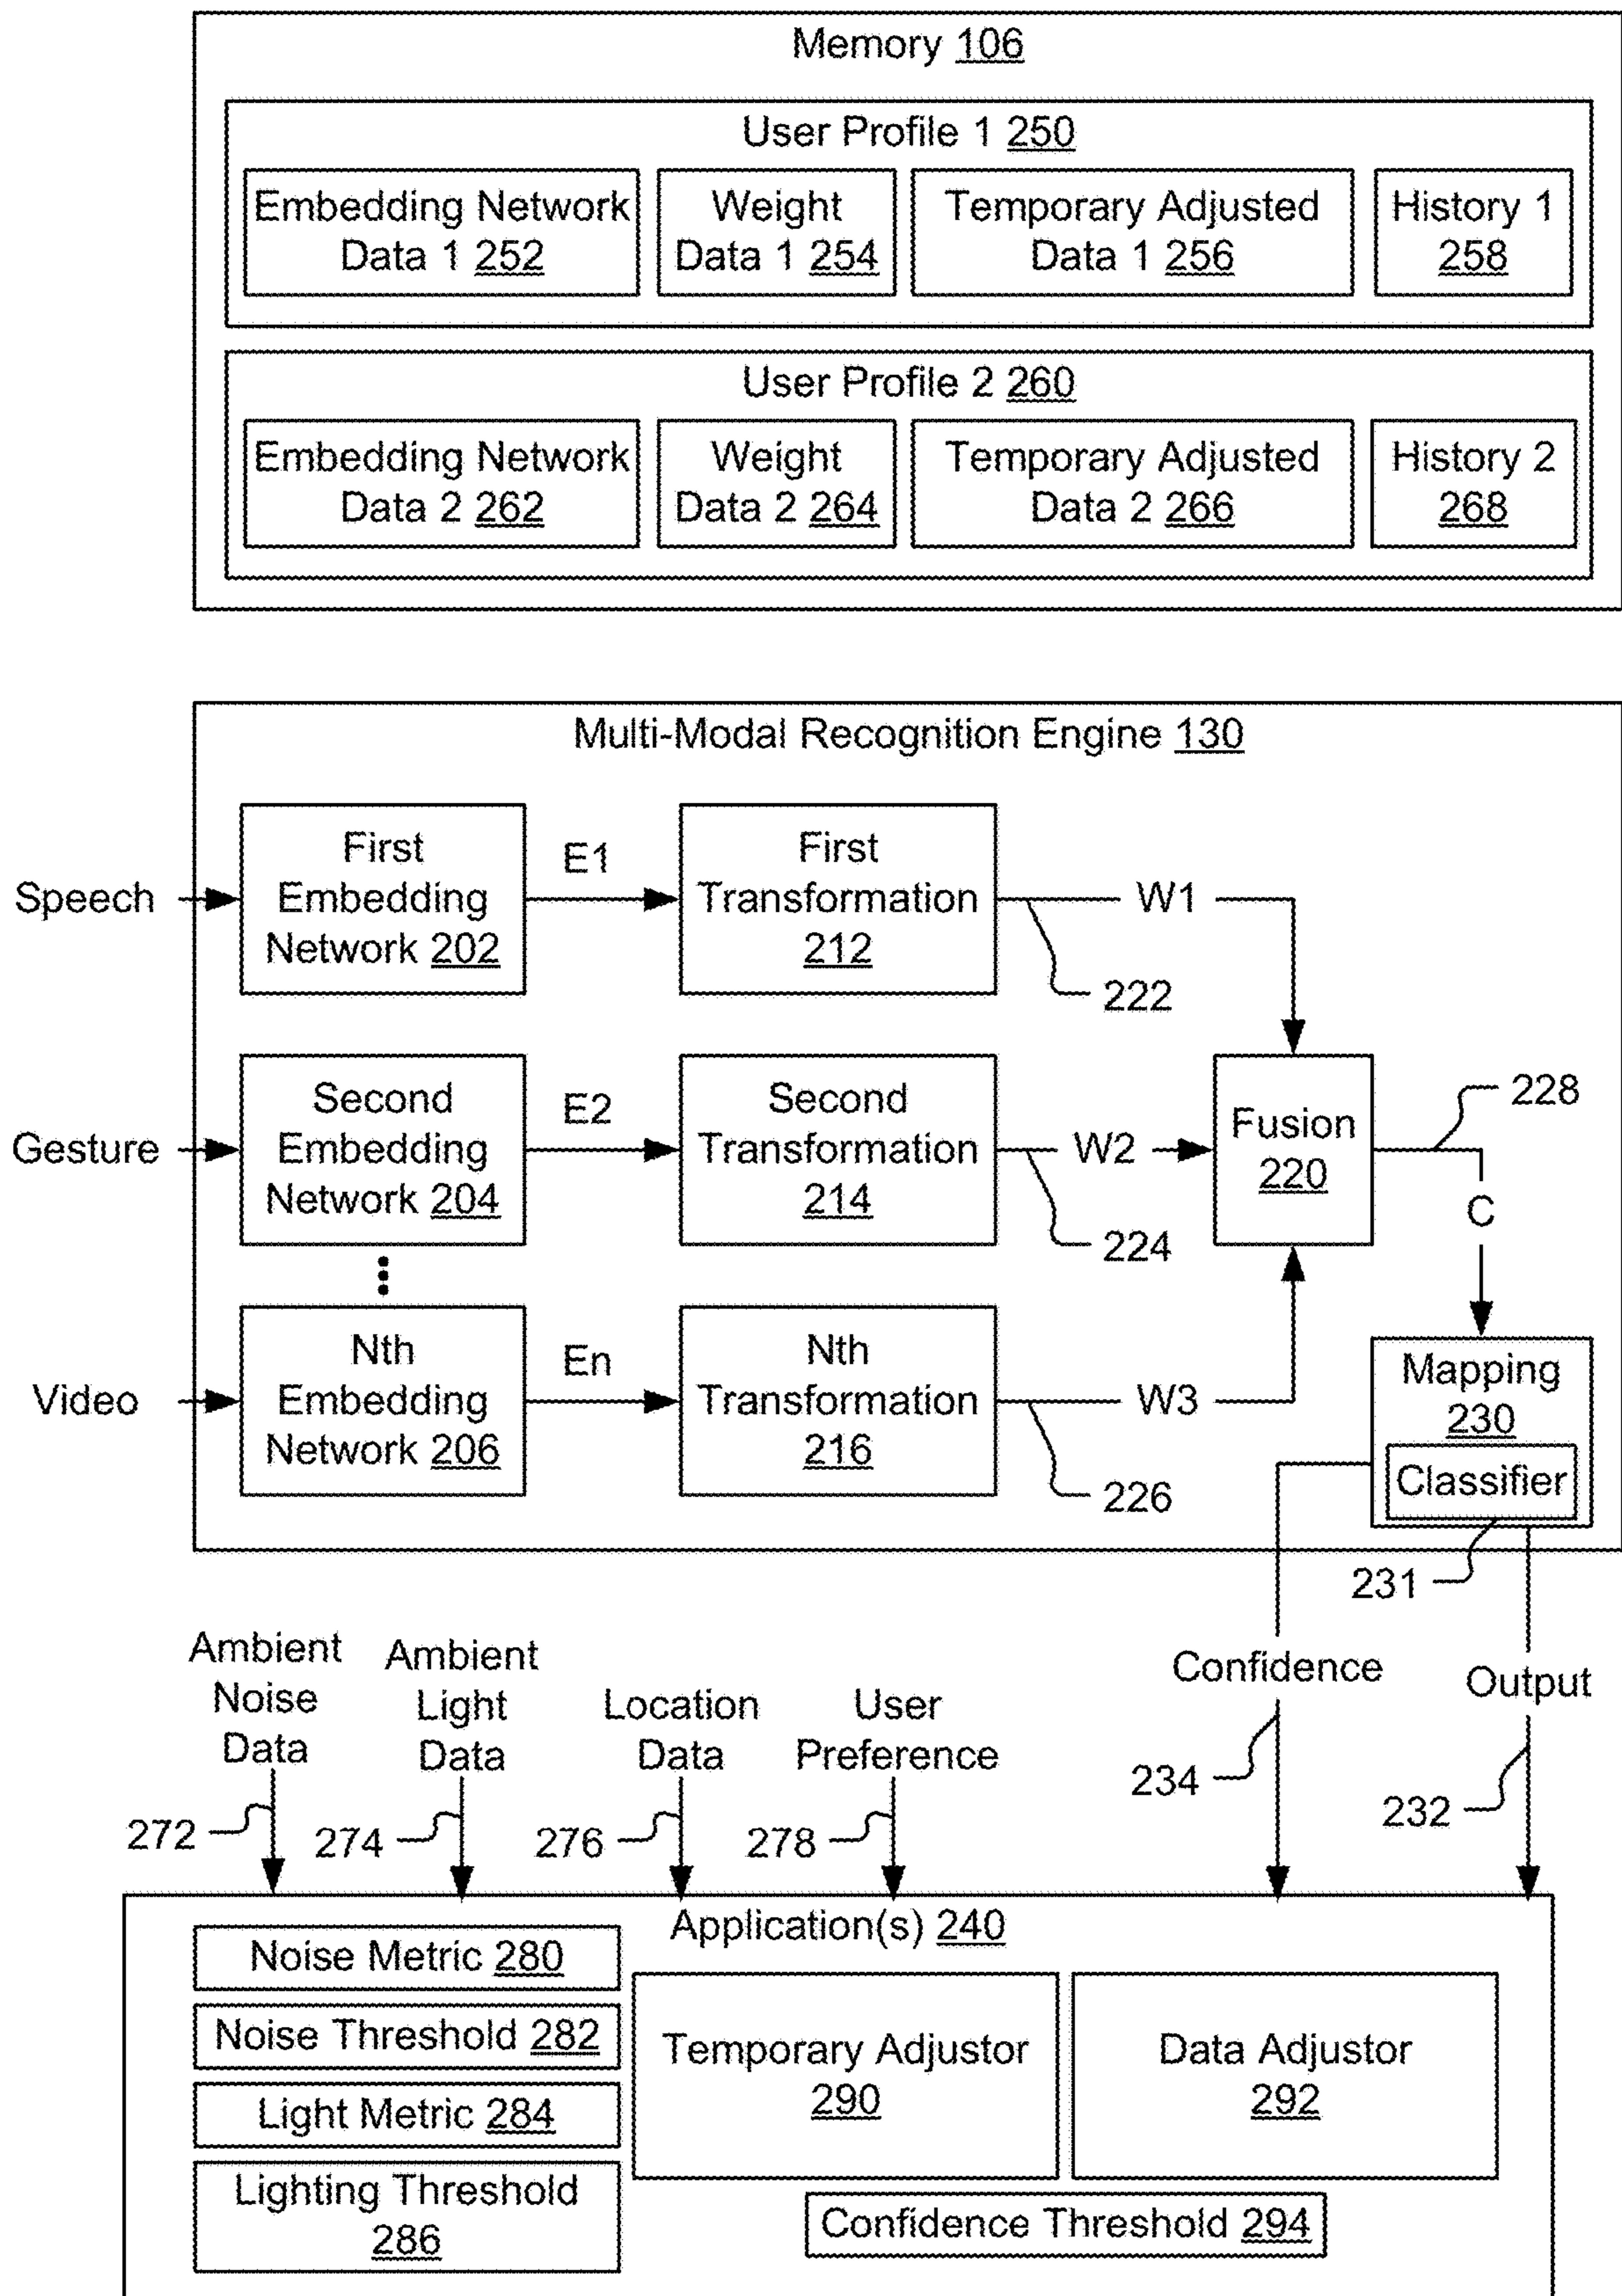 Memory 106
User Profile 1 250
Embedding Network
Data 1 252
Weight
Data 1 254
Temporary Adjusted
Data 1 256
History 1
258
User Profile 2 260
Embedding Network
Data 2 262
Weight
Data 2 264
Temporary Adjusted
Data 2 266
History 2
268
Multi-Modal Recognition Engine 130
Speech
First
Embedding
Network 202
E1
First
Transformation
212
W1
222
Gesture
Second
Embedding
Network 204
E2
Second
Transformation
214
W2
224
Fusion
220
228
C
Video
Nth
Embedding
Network 206
En
Nth
Transformation
216
W3
226
Mapping
230
Classifier
231
Ambient
Noise
Data
272
Ambient
Light
Data
274
Location
Data
276
User
Preference
278
Confidence
234
Output
232
Application(s) 240
Noise Metric 280
Noise Threshold 282
Light Metric 284
Lighting Threshold
286
Temporary Adjustor
290
Data Adjustor
292
Confidence Threshold 294